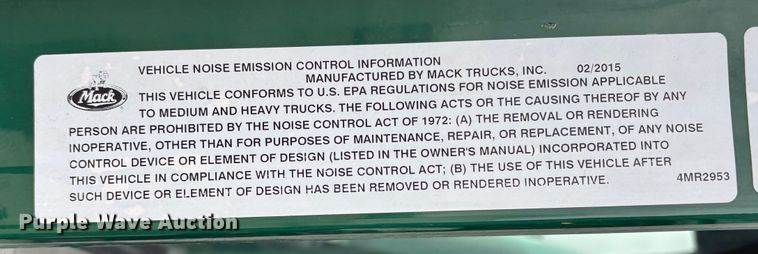 VEHICLE NOISE EMISSION CONTROL INFORMATION
MANUFACTURED BY MACK TRUCKS, INC. 02/2015
Mack
THIS VEHICLE CONFORMS TO U.S. EPA REGULATIONS FOR NOISE EMISSION APPLICABLE
TO MEDIUM AND HEAVY TRUCKS. THE FOLLOWING ACTS OR THE CAUSING THEREOF BY ANY
PERSON ARE PROHIBITED BY THE NOISE CONTROL ACT OF 1972: (A) THE REMOVAL OR RENDERING
INOPERATIVE, OTHER THAN FOR PURPOSES OF MAINTENANCE, REPAIR, OR REPLACEMENT, OF ANY NOISE
CONTROL DEVICE OR ELEMENT OF DESIGN (LISTED IN THE OWNER'S MANUAL) INCORPORATED INTO
THIS VEHICLE IN COMPLIANCE WITH THE NOISE CONTROL ACT; (B) THE USE OF THIS VEHICLE AFTER
SUCH DEVICE OR ELEMENT OF DESIGN HAS BEEN REMOVED OR RENDERED INOPERATIVE. 4MR2953
Purple Wave Auction